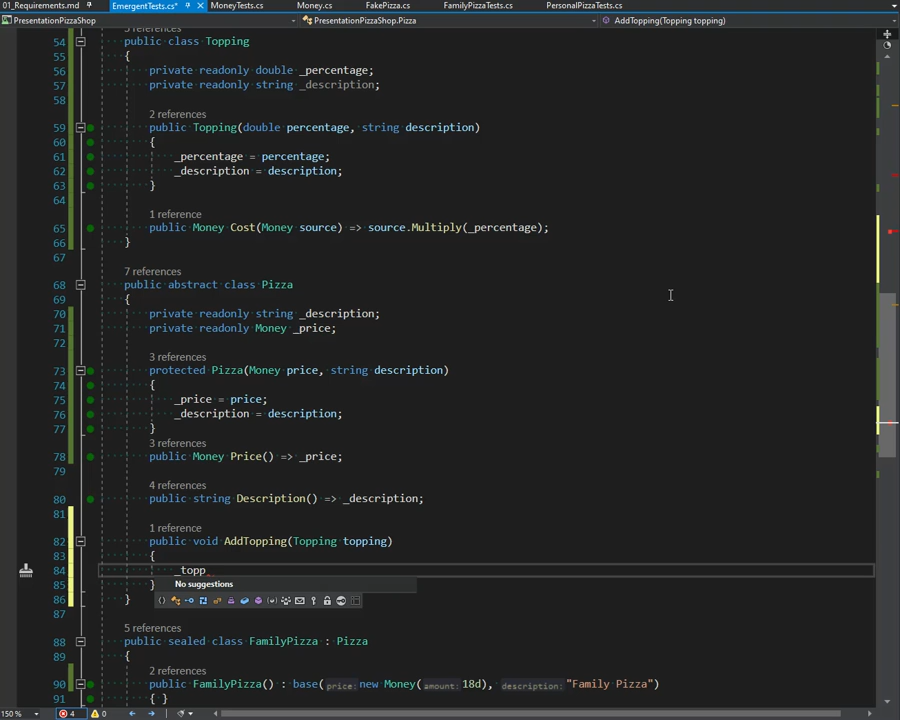 01_Requirements.md EmergentTests.cs* MoneyTests.cs Money.cs FakePizza.cs FamilyPizzaTests.cs PersonalPizzaTests.cs
PresentationPizzaShop PresentationPizzaShop.Pizza AddTopping(Topping topping)
54 public class Topping
55 {
56 private readonly double _percentage;
57 private readonly string _description;
58
2 references
59 public Topping(double percentage, string description)
60 {
61 _percentage = percentage;
62 _description = description;
63 }
64
1 reference
65 public Money Cost(Money source) => source.Multiply(_percentage);
66 }
67
7 references
68 public abstract class Pizza
69 {
70 private readonly string _description;
71 private readonly Money _price;
72
3 references
73 protected Pizza(Money price, string description)
74 {
75 _price = price;
76 _description = description;
77 }
3 references
78 public Money Price() => _price;
79
4 references
80 public string Description() => _description;
81
1 reference
82 public void AddTopping(Topping topping)
83 {
84 _topp
No suggestions
85 }
86 }
87
5 references
88 public sealed class FamilyPizza : Pizza
89 {
2 references
90 public FamilyPizza() : base(price: new Money(amount: 18d), description: "Family Pizza")
91 { }
150 % 4 0